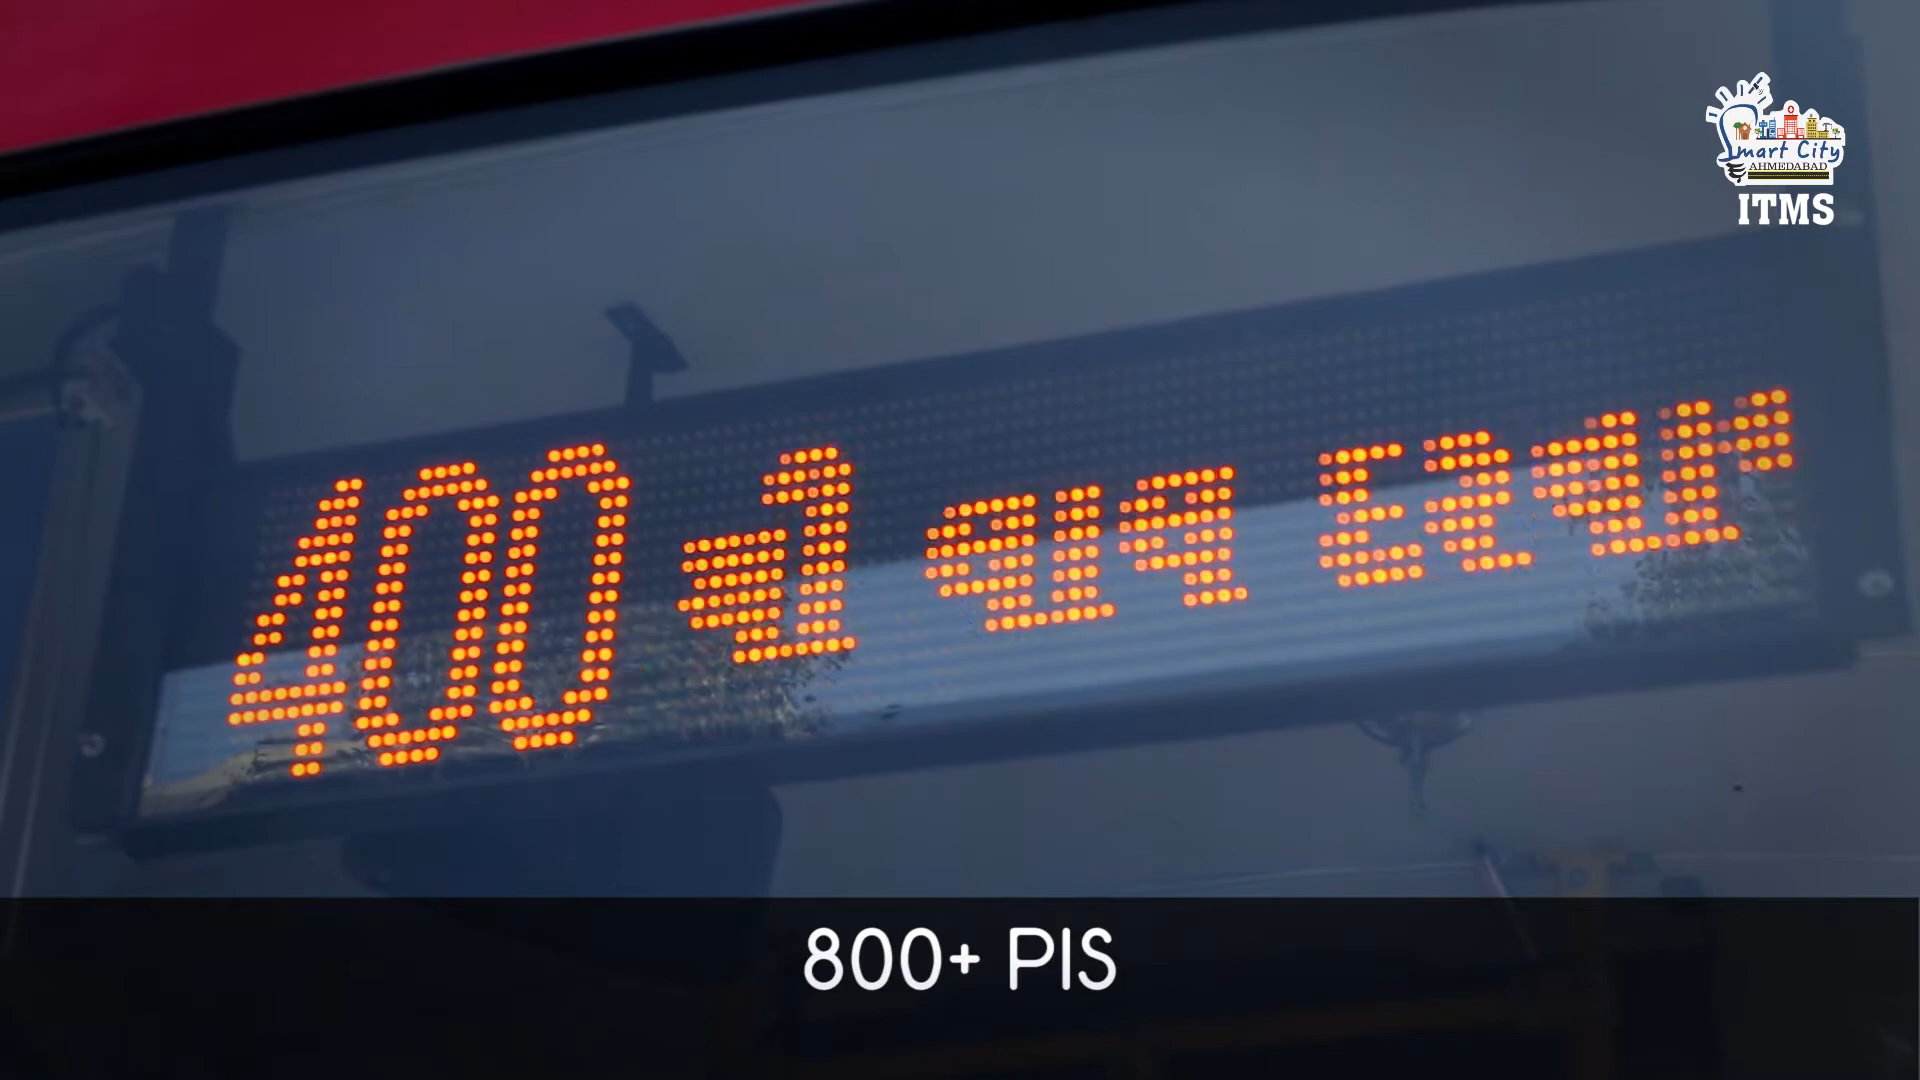 Smart City
AHMEDABAD
ITMS
400 લાલ
800+ PIS